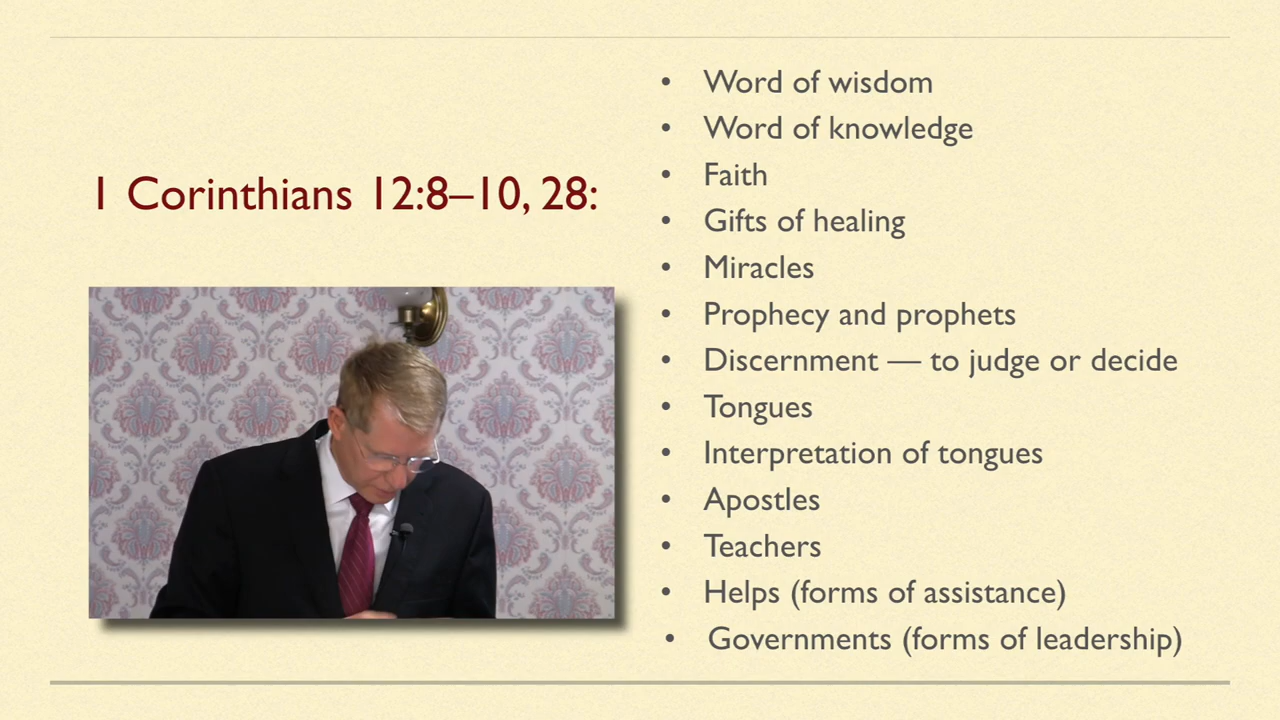 1 Corinthians 12:8–10, 28:
• Word of wisdom
• Word of knowledge
• Faith
• Gifts of healing
• Miracles
• Prophecy and prophets
• Discernment — to judge or decide
• Tongues
• Interpretation of tongues
• Apostles
• Teachers
• Helps (forms of assistance)
• Governments (forms of leadership)